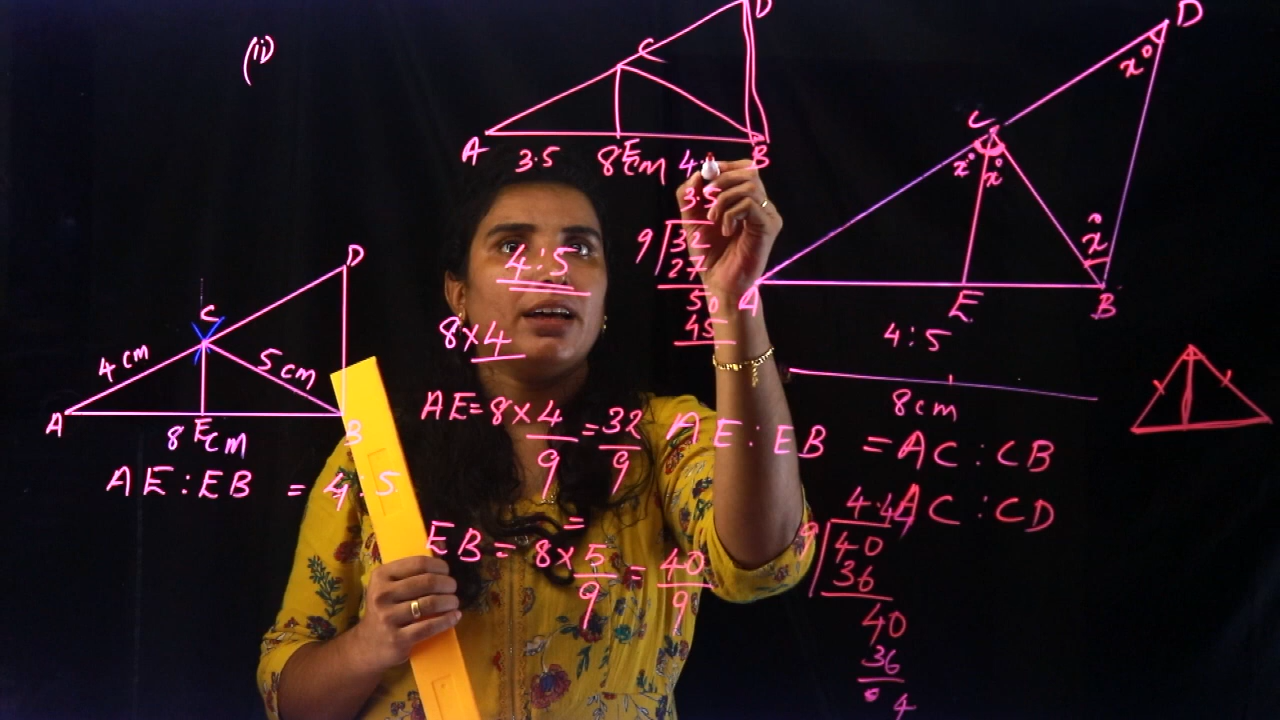 (ii)
D
C
A
3.5
8 cm
E
4.
B
3.5
9 32
27
50
45
4:5
8×4
AE=8×4/9=32/9
=
EB=8×5/9=40/9
D
C
4 cm
5 cm
A
E
B
8 cm
AE:EB = 4:5
D
x°
C
x° x°
x°
A
E
B
4:5
8 cm
AE:EB = AC:CB
AC:CD
4.44
9 40
36
40
36
4